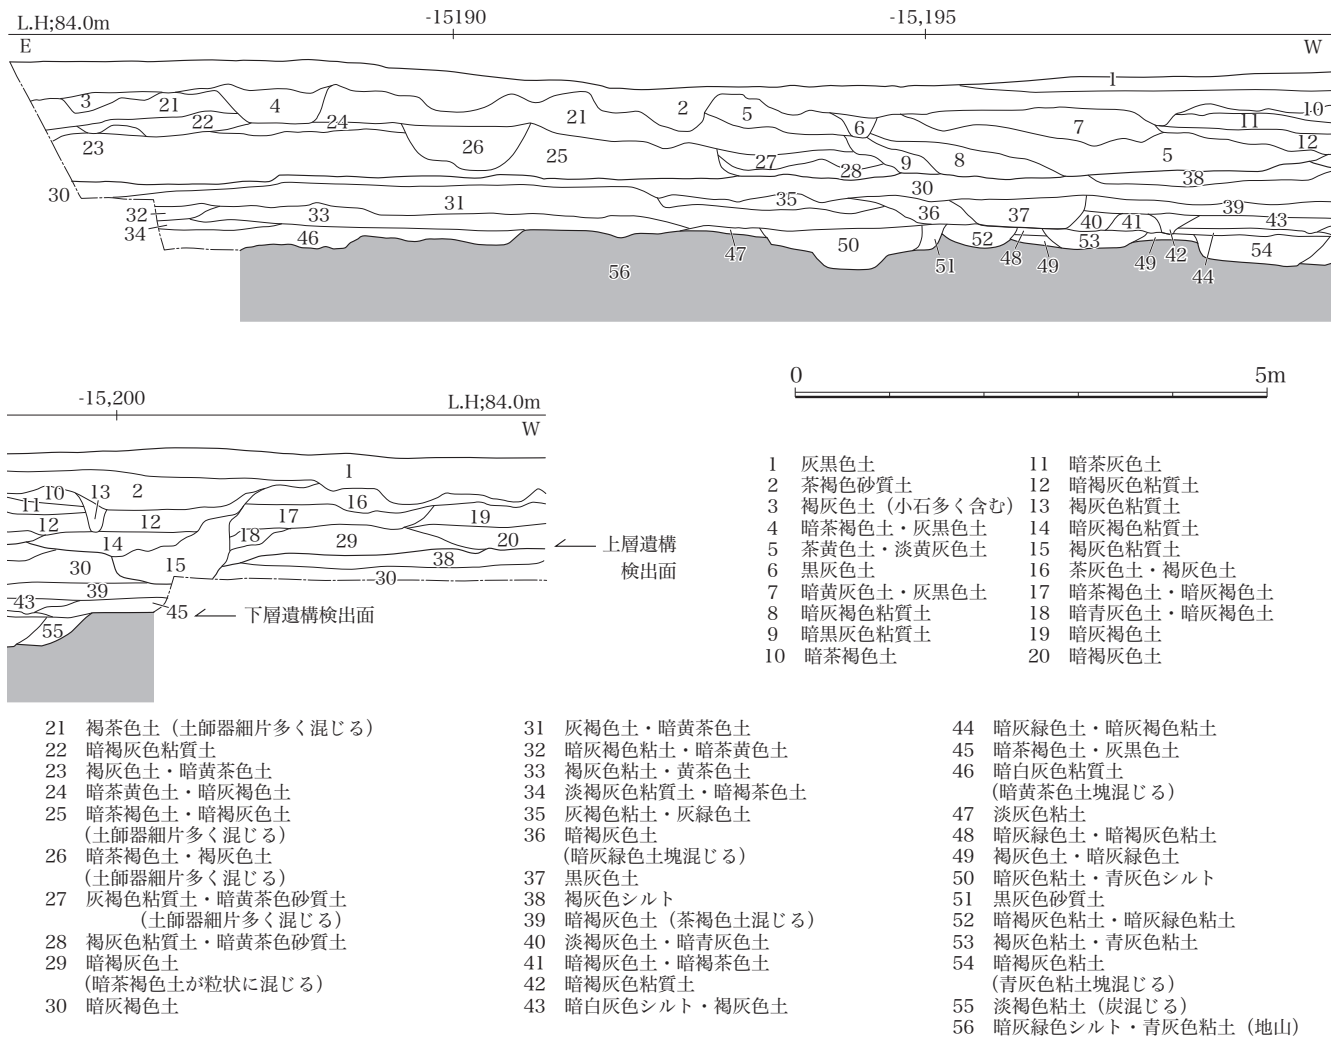 L.H;84.0m
-15190
-15,195
E
W
1
3
21
4
22
24
23
26
25
21
2
5
6
7
10
11
12
5
9
8
27
28
38
30
30
31
32
33
34
46
35
36
37
39
40
41
43
47
50
51
52
48
49
53
49
42
44
54
56
-15,200
L.H;84.0m
W
0
5m
1
10
13
2
11
12
12
14
30
15
16
17
18
19
20
29
38
30
39
43
45
55
上層遺構
検出面
下層遺構検出面
1 灰黒色土
2 茶褐色砂質土
3 褐灰色土(小石多く含む)
4 暗茶褐色土・灰黒色土
5 茶黄色土・淡黄灰色土
6 黒灰色土
7 暗黄灰色土・灰黒色土
8 暗灰褐色粘質土
9 暗黒灰色粘質土
10 暗茶褐色土
11 暗茶灰色土
12 暗褐灰色粘質土
13 褐灰色粘質土
14 暗灰褐色粘質土
15 褐灰色粘質土
16 茶灰色土・褐灰色土
17 暗茶褐色土・暗灰褐色土
18 暗青灰色土・暗灰褐色土
19 暗灰褐色土
20 暗褐灰色土
21 褐茶色土(土師器細片多く混じる)
22 暗褐灰色粘質土
23 褐灰色土・暗黄茶色土
24 暗茶黄色土・暗灰褐色土
25 暗茶褐色土・暗褐灰色土
(土師器細片多く混じる)
26 暗茶褐色土・褐灰色土
(土師器細片多く混じる)
27 灰褐色粘質土・暗黄茶色砂質土
(土師器細片多く混じる)
28 褐灰色粘質土・暗黄茶色砂質土
29 暗褐灰色土
(暗茶褐色土が粒状に混じる)
30 暗灰褐色土
31 灰褐色土・暗黄茶色土
32 暗灰褐色粘土・暗茶黄色土
33 褐灰色粘土・黄茶色土
34 淡褐灰色粘質土・暗褐茶色土
35 灰褐色粘土・灰緑色土
36 暗褐灰色土
(暗灰緑色土塊混じる)
37 黒灰色土
38 褐灰色シルト
39 暗褐灰色土(茶褐色土混じる)
40 淡褐灰色土・暗青灰色土
41 暗褐灰色土・暗褐茶色土
42 暗褐灰色粘質土
43 暗白灰色シルト・褐灰色土
44 暗灰緑色土・暗灰褐色粘土
45 暗茶褐色土・灰黒色土
46 暗白灰色粘質土
(暗黄茶色土塊混じる)
47 淡灰色粘土
48 暗灰緑色土・暗褐灰色粘土
49 褐灰色土・暗灰緑色土
50 暗灰色粘土・青灰色シルト
51 黒灰色砂質土
52 暗褐灰色粘土・暗灰緑色粘土
53 褐灰色粘土・青灰色粘土
54 暗褐灰色粘土
(青灰色粘土塊混じる)
55 淡褐色粘土(炭混じる)
56 暗灰緑色シルト・青灰色粘土(地山)